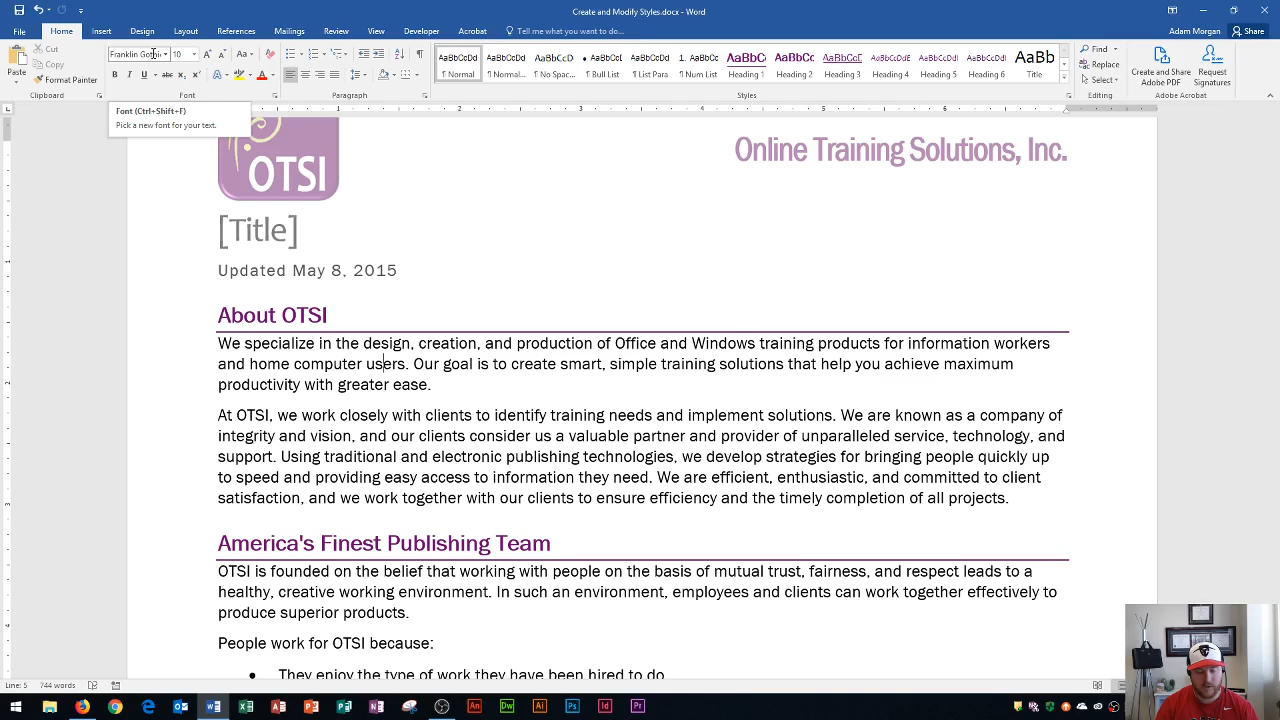 Create and Modify Styles.docx - Word
Adam Morgan
Share
File
Home
Insert
Design
Layout
References
Mailings
Review
View
Developer
Acrobat
Tell me what you want to do...
Paste
Cut
Copy
Format Painter
Clipboard
10
Font
Paragraph
AaBbCcDc
¶ Normal
¶ Normal...
¶ No Spac...
¶ Bull List
¶ List Para
¶ Num List
Heading 1
Heading 2
Heading 3
Heading 4
Heading 5
Heading 6
Title
Styles
Find
Replace
Select
Editing
Create and Share
Adobe PDF
Request
Signatures
Adobe Acrobat
Font (Ctrl+Shift+F)
Pick a new font for your text.
OTSI
Online Training Solutions, Inc.
[Title]
Updated May 8, 2015
About OTSI
We specialize in the design, creation, and production of Office and Windows training products for information workers
and home computer users. Our goal is to create smart, simple training solutions that help you achieve maximum
productivity with greater ease.
At OTSI, we work closely with clients to identify training needs and implement solutions. We are known as a company of
integrity and vision, and our clients consider us a valuable partner and provider of unparalleled service, technology, and
support. Using traditional and electronic publishing technologies, we develop strategies for bringing people quickly up
to speed and providing easy access to information they need. We are efficient, enthusiastic, and committed to client
satisfaction, and we work together with our clients to ensure efficiency and the timely completion of all projects.
America's Finest Publishing Team
OTSI is founded on the belief that working with people on the basis of mutual trust, fairness, and respect leads to a
healthy, creative working environment. In such an environment, employees and clients can work together effectively to
produce superior products.
People work for OTSI because:
• They enjoy the type of work they have been hired to do
Line: 5
744 words